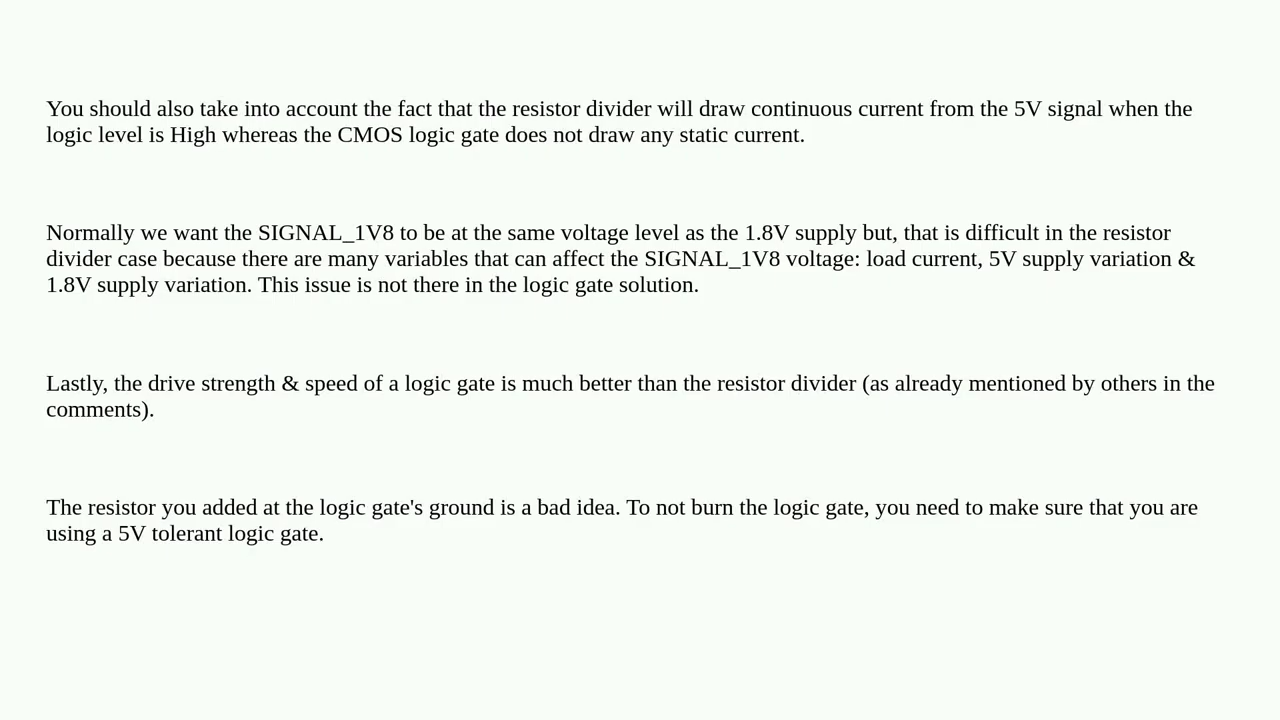 You should also take into account the fact that the resistor divider will draw continuous current from the 5V signal when the
logic level is High whereas the CMOS logic gate does not draw any static current.
Normally we want the SIGNAL_1V8 to be at the same voltage level as the 1.8V supply but, that is difficult in the resistor
divider case because there are many variables that can affect the SIGNAL_1V8 voltage: load current, 5V supply variation &
1.8V supply variation. This issue is not there in the logic gate solution.
Lastly, the drive strength & speed of a logic gate is much better than the resistor divider (as already mentioned by others in the
comments).
The resistor you added at the logic gate's ground is a bad idea. To not burn the logic gate, you need to make sure that you are
using a 5V tolerant logic gate.